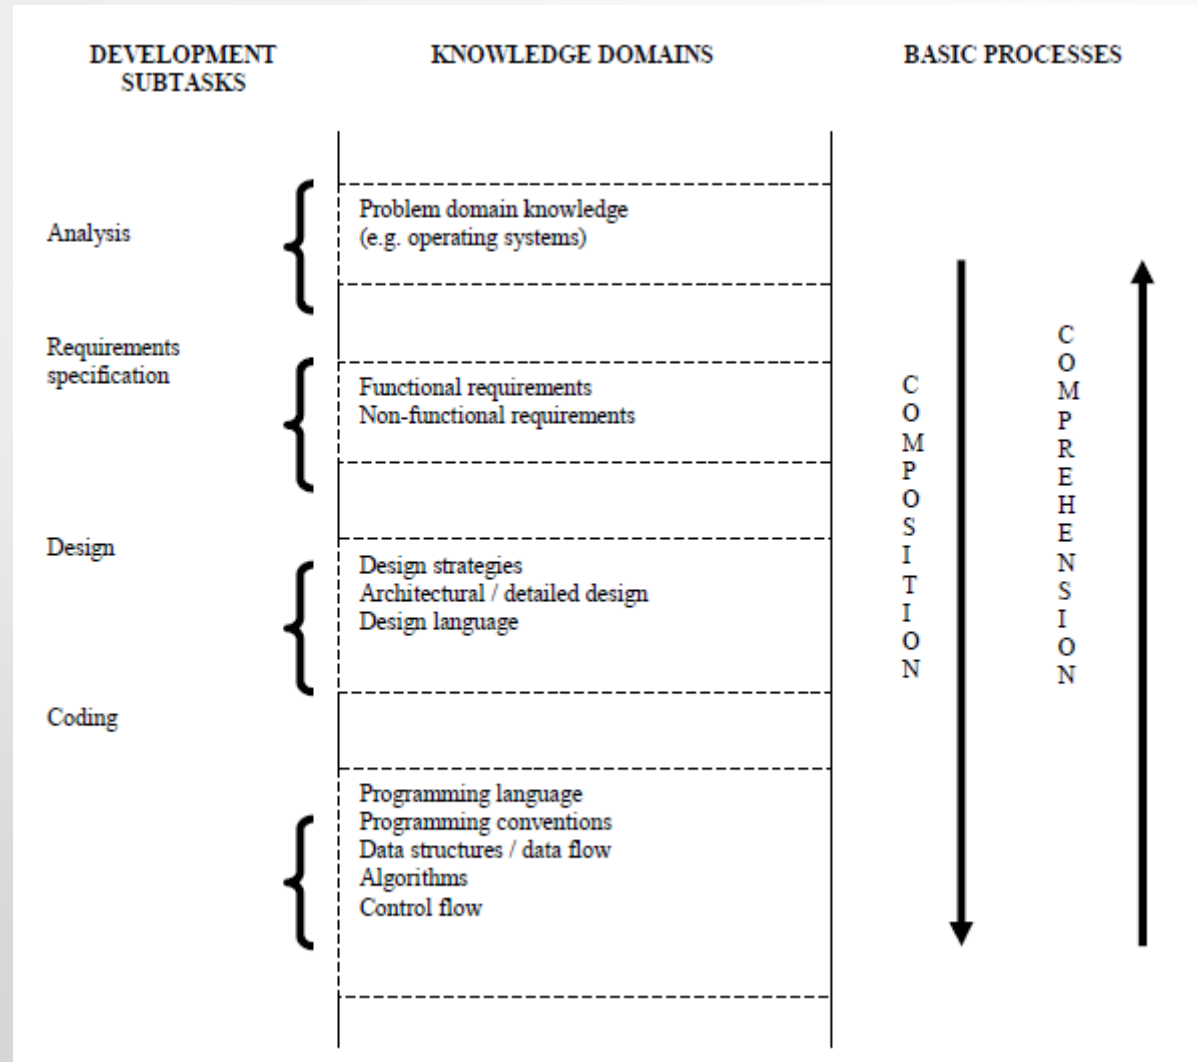 DEVELOPMENT
SUBTASKS
KNOWLEDGE DOMAINS
BASIC PROCESSES
Analysis
Problem domain knowledge
(e.g. operating systems)
Requirements
specification
Functional requirements
Non-functional requirements
Design
Design strategies
Architectural / detailed design
Design language
Coding
Programming language
Programming conventions
Data structures / data flow
Algorithms
Control flow
COMPOSITION
COMPREHENSION